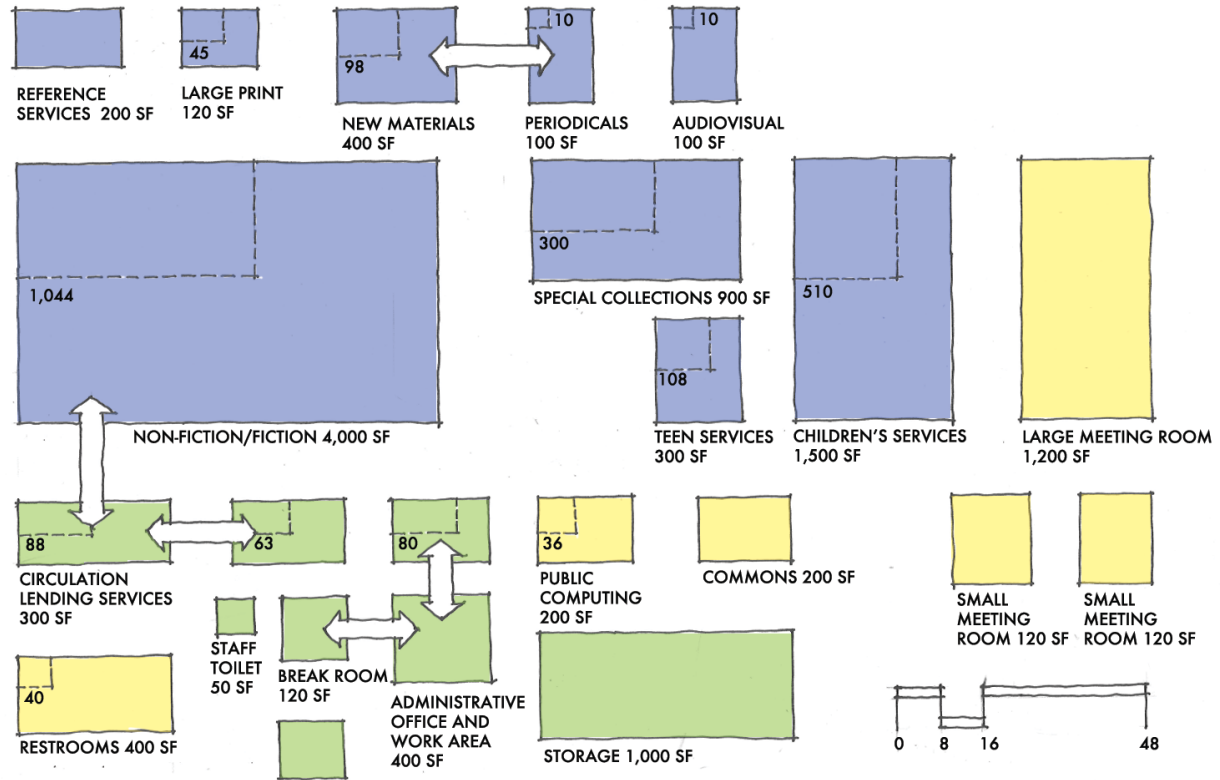 45
98
10
10
REFERENCE
SERVICES 200 SF
LARGE PRINT
120 SF
NEW MATERIALS
400 SF
PERIODICALS
100 SF
AUDIOVISUAL
100 SF
1,044
300
510
SPECIAL COLLECTIONS 900 SF
108
NON-FICTION/FICTION 4,000 SF
TEEN SERVICES
300 SF
CHILDREN'S SERVICES
1,500 SF
LARGE MEETING ROOM
1,200 SF
88
63
80
36
CIRCULATION
LENDING SERVICES
300 SF
PUBLIC
COMPUTING
200 SF
COMMONS 200 SF
SMALL
MEETING
ROOM 120 SF
SMALL
MEETING
ROOM 120 SF
STAFF
TOILET
50 SF
BREAK ROOM
120 SF
ADMINISTRATIVE
OFFICE AND
WORK AREA
400 SF
40
RESTROOMS 400 SF
STORAGE 1,000 SF
0 8 16 48